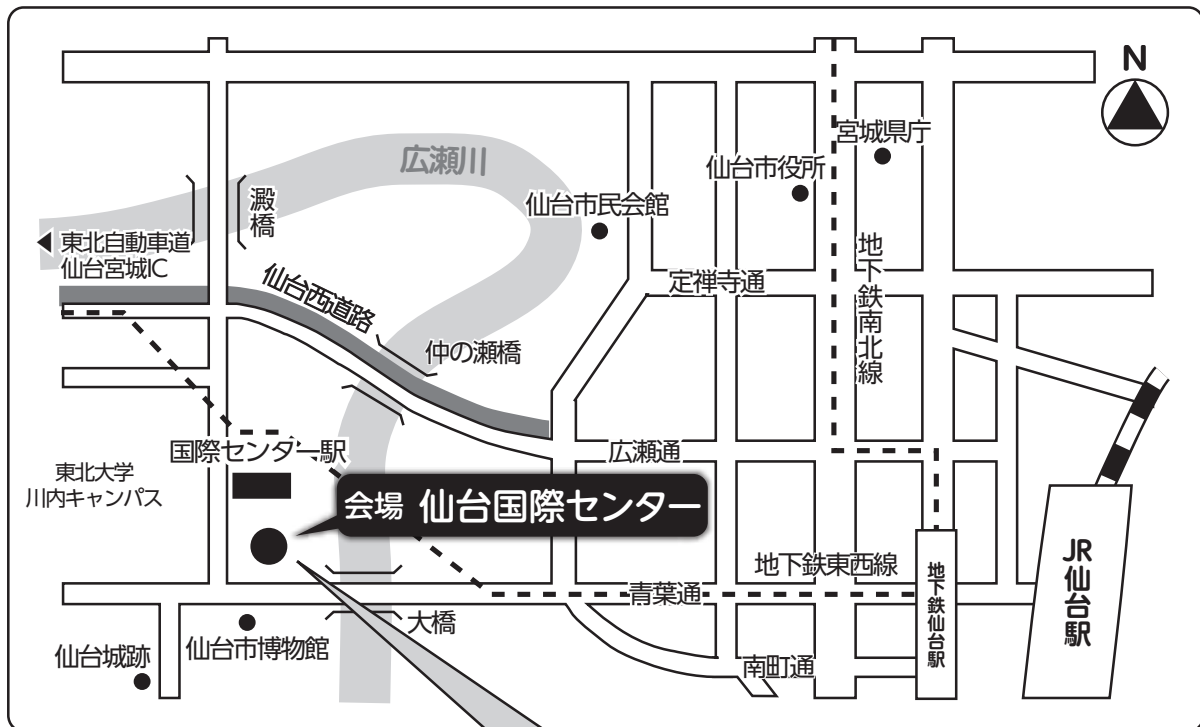 N
宮城県庁
仙台市役所
広瀬川
澱橋
仙台市民会館
東北自動車道
仙台宮城IC
地下鉄南北線
定禅寺通
仙台西道路
仲の瀬橋
国際センター駅
広瀬通
東北大学
川内キャンパス
会場 仙台国際センター
JR仙台駅
地下鉄東西線
地下鉄仙台駅
青葉通
大橋
仙台市博物館
仙台城跡
南町通